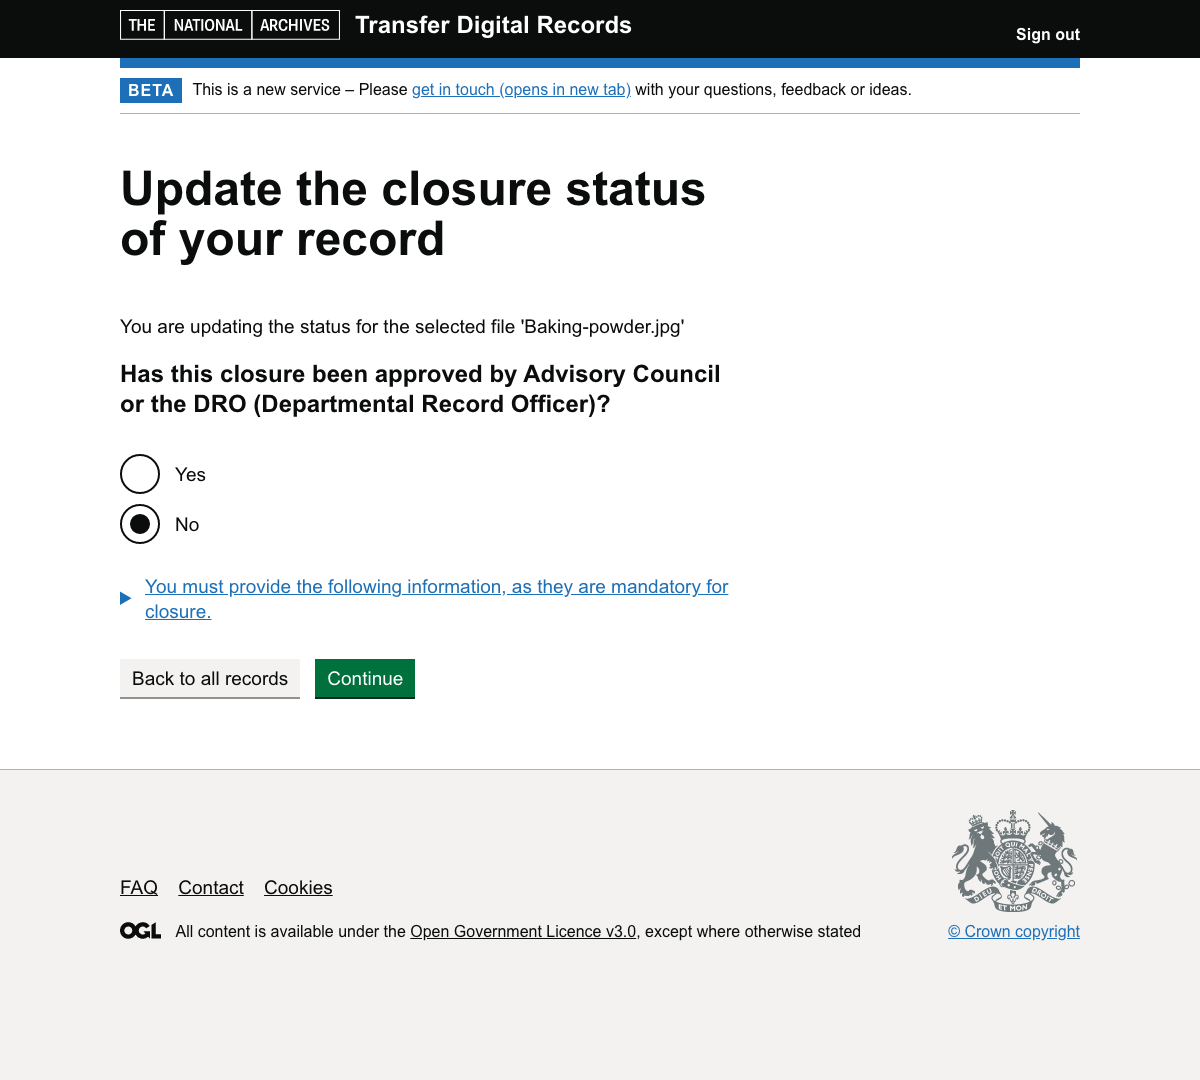 THE NATIONAL ARCHIVES Transfer Digital Records
Sign out
BETA This is a new service – Please get in touch (opens in new tab) with your questions, feedback or ideas.
Update the closure status
of your record
You are updating the status for the selected file 'Baking-powder.jpg'
Has this closure been approved by Advisory Council
or the DRO (Departmental Record Officer)?
Yes
No
You must provide the following information, as they are mandatory for
closure.
Back to all records Continue
FAQ Contact Cookies
DIEU ET MON DROIT
OGL All content is available under the Open Government Licence v3.0, except where otherwise stated
© Crown copyright